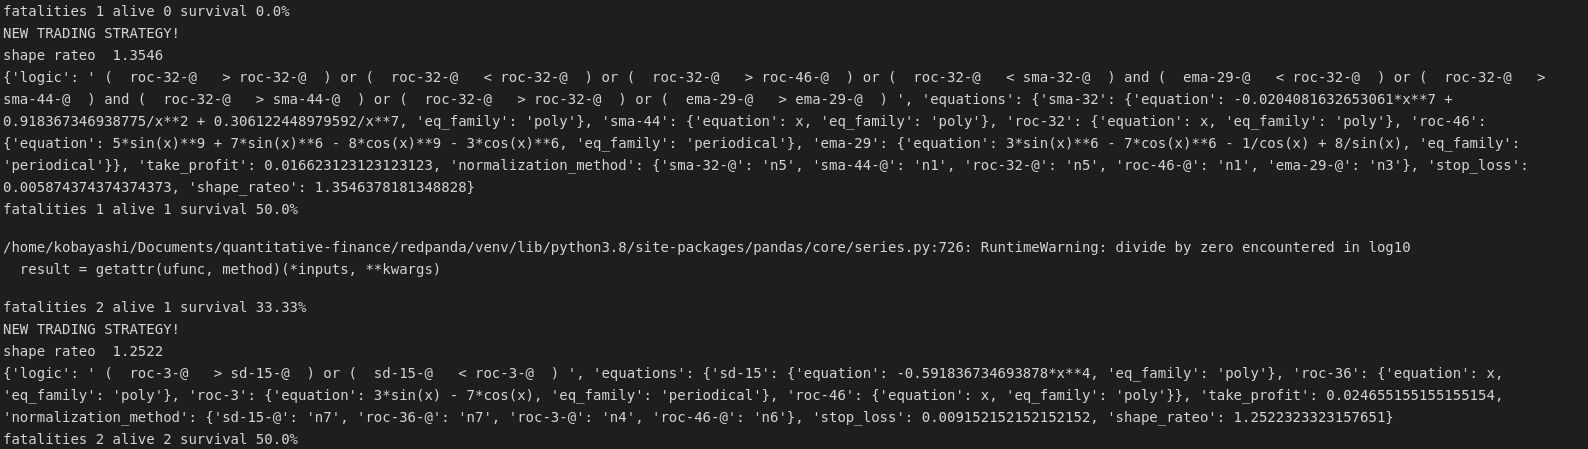 fatalities 1 alive 0 survival 0.0%
NEW TRADING STRATEGY!
shape rateo  1.3546
{'logic': ' (  roc-32-@   > roc-32-@  ) or (  roc-32-@   < roc-32-@  ) or (  roc-32-@   > roc-46-@  ) or (  roc-32-@   < sma-32-@  ) and (  ema-29-@   < roc-32-@  ) or (  roc-32-@   >
sma-44-@  ) and (  roc-32-@   > sma-44-@  ) or (  roc-32-@   > roc-32-@  ) or (  ema-29-@   > ema-29-@  ) ', 'equations': {'sma-32': {'equation': -0.0204081632653061*x**7 +
0.918367346938775/x**2 + 0.306122448979592/x**7, 'eq_family': 'poly'}, 'sma-44': {'equation': x, 'eq_family': 'poly'}, 'roc-32': {'equation': x, 'eq_family': 'poly'}, 'roc-46':
{'equation': 5*sin(x)**9 + 7*sin(x)**6 - 8*cos(x)**9 - 3*cos(x)**6, 'eq_family': 'periodical'}, 'ema-29': {'equation': 3*sin(x)**6 - 7*cos(x)**6 - 1/cos(x) + 8/sin(x), 'eq_family':
'periodical'}}, 'take_profit': 0.016623123123123123, 'normalization_method': {'sma-32-@': 'n5', 'sma-44-@': 'n1', 'roc-32-@': 'n5', 'roc-46-@': 'n1', 'ema-29-@': 'n3'}, 'stop_loss':
0.005874374374374373, 'shape_rateo': 1.3546378181348828}
fatalities 1 alive 1 survival 50.0%
/home/kobayashi/Documents/quantitative-finance/redpanda/venv/lib/python3.8/site-packages/pandas/core/series.py:726: RuntimeWarning: divide by zero encountered in log10
  result = getattr(ufunc, method)(*inputs, **kwargs)
fatalities 2 alive 1 survival 33.33%
NEW TRADING STRATEGY!
shape rateo  1.2522
{'logic': ' (  roc-3-@   > sd-15-@  ) or (  sd-15-@   < roc-3-@  ) ', 'equations': {'sd-15': {'equation': -0.591836734693878*x**4, 'eq_family': 'poly'}, 'roc-36': {'equation': x,
'eq_family': 'poly'}, 'roc-3': {'equation': 3*sin(x) - 7*cos(x), 'eq_family': 'periodical'}, 'roc-46': {'equation': x, 'eq_family': 'poly'}}, 'take_profit': 0.024655155155155154,
'normalization_method': {'sd-15-@': 'n7', 'roc-36-@': 'n7', 'roc-3-@': 'n4', 'roc-46-@': 'n6'}, 'stop_loss': 0.009152152152152152, 'shape_rateo': 1.2522323323157651}
fatalities 2 alive 2 survival 50.0%